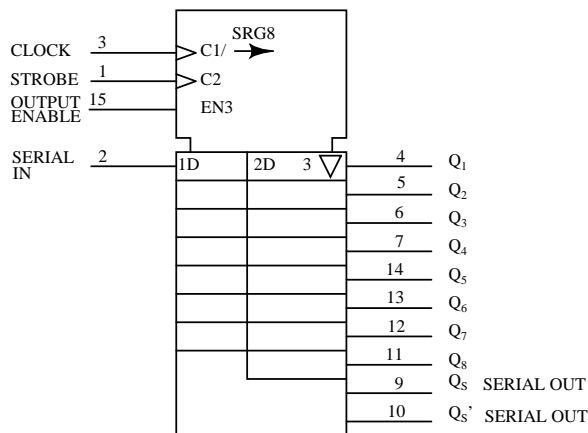 SRG8
CLOCK 3 C1/
STROBE 1 C2
OUTPUT ENABLE 15 EN3
SERIAL IN 2 1D 2D 3 4 Q1
5 Q2
6 Q3
7 Q4
14 Q5
13 Q6
12 Q7
11 Q8
9 QS SERIAL OUT
10 QS' SERIAL OUT